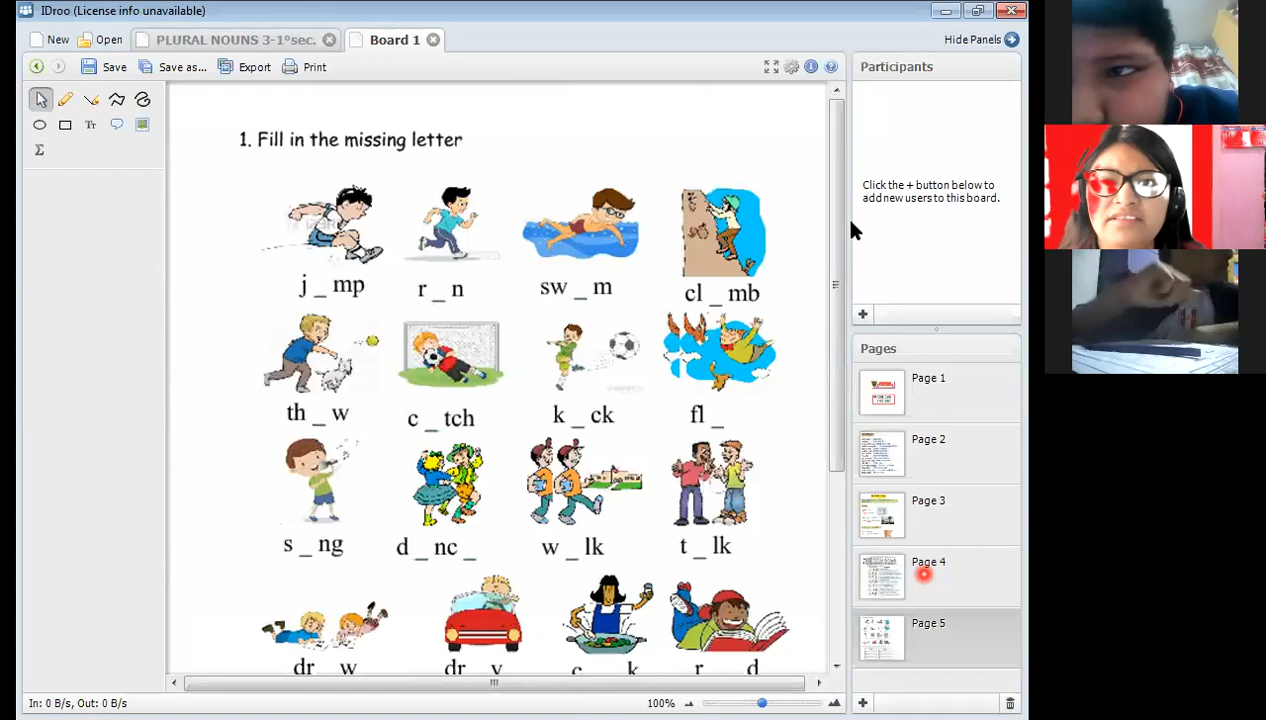 IDroo (License info unavailable)
New Open PLURAL NOUNS 3-1°sec. Board 1 Hide Panels
Save Save as... Export Print
Participants
Click the + button below to
add new users to this board.
1. Fill in the missing letter
j _ mp r _ n sw _ m cl _ mb
th _ w c _ tch k _ ck fl _
s _ ng d _ nc _ w _ lk t _ lk
dr _ w dr _ v c k r d
Pages
Page 1
Page 2
Page 3
Page 4
Page 5
In: 0 B/s, Out: 0 B/s 100%